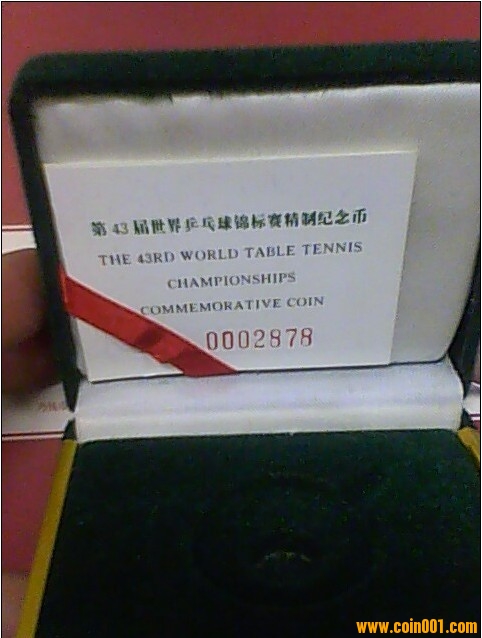 第43届世界乒乓球锦标赛精制纪念币
THE 43RD WORLD TABLE TENNIS
CHAMPIONSHIPS
COMMEMORATIVE COIN
0002878
www.coin001.com